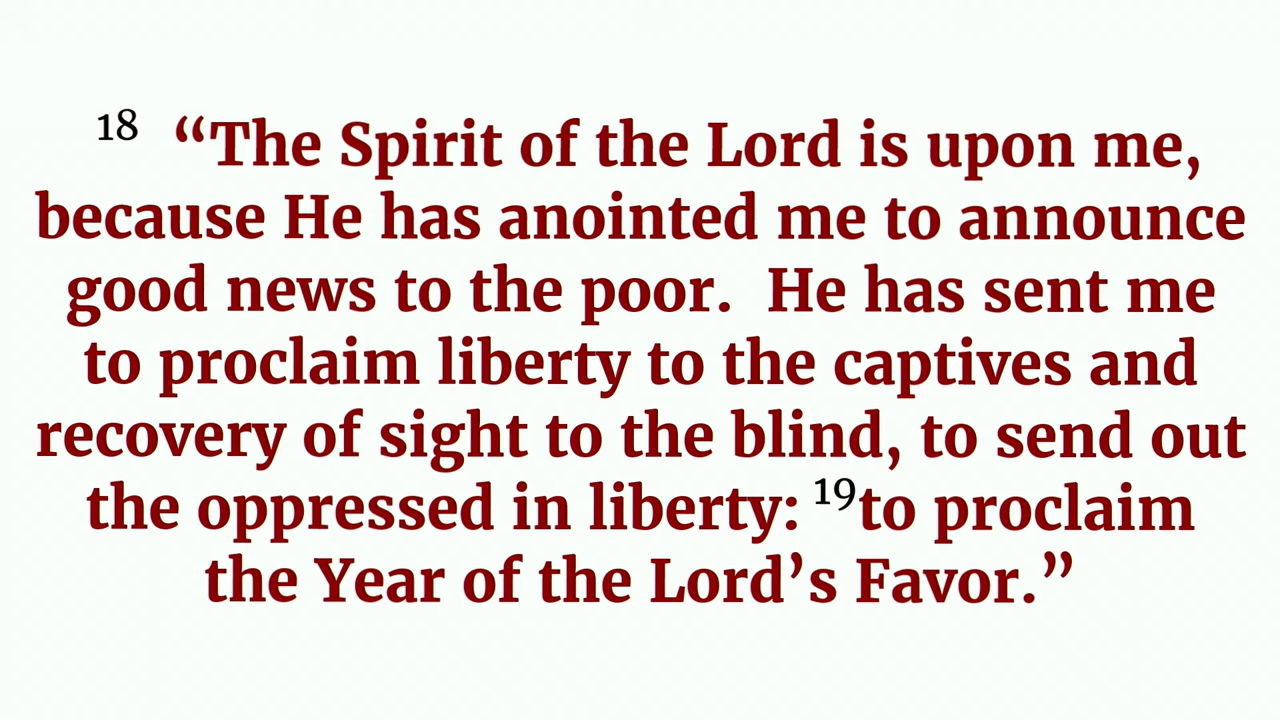 18 “The Spirit of the Lord is upon me,
because He has anointed me to announce
good news to the poor. He has sent me
to proclaim liberty to the captives and
recovery of sight to the blind, to send out
the oppressed in liberty: 19to proclaim
the Year of the Lord’s Favor.”